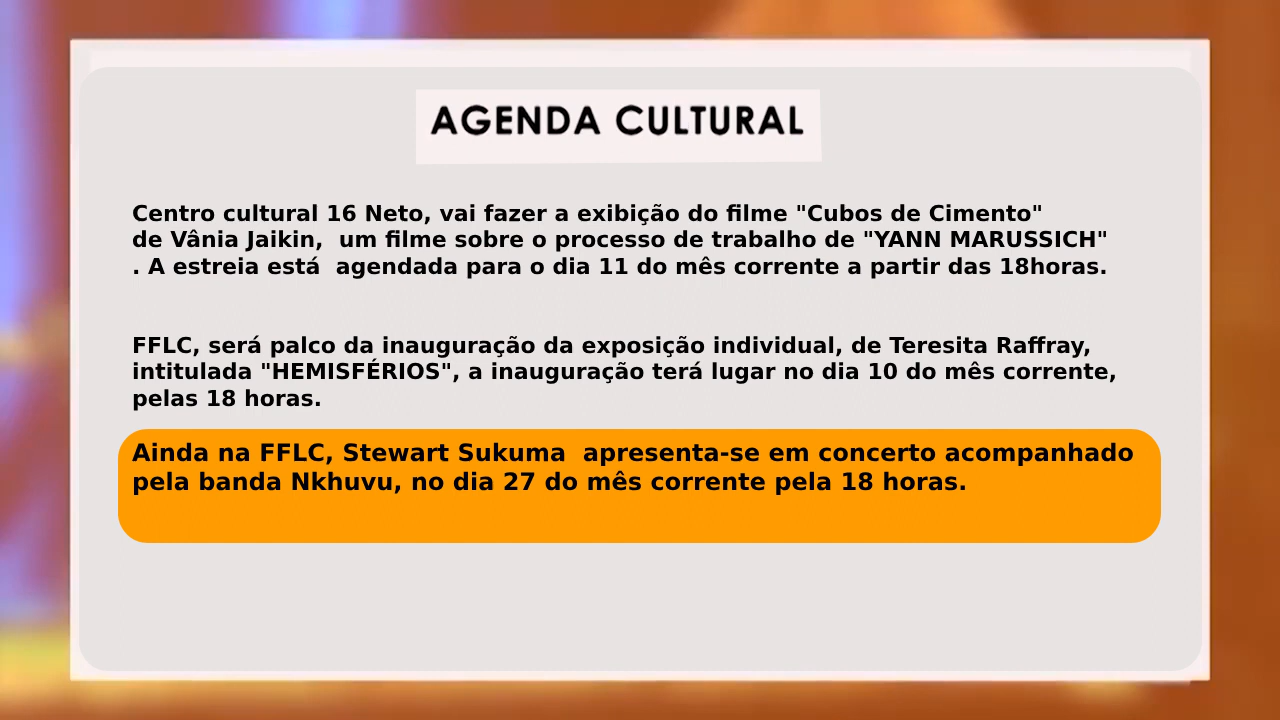 AGENDA CULTURAL
Centro cultural 16 Neto, vai fazer a exibição do filme "Cubos de Cimento"
de Vânia Jaikin,  um filme sobre o processo de trabalho de "YANN MARUSSICH"
. A estreia está  agendada para o dia 11 do mês corrente a partir das 18horas.
FFLC, será palco da inauguração da exposição individual, de Teresita Raffray,
intitulada "HEMISFÉRIOS", a inauguração terá lugar no dia 10 do mês corrente,
pelas 18 horas.
Ainda na FFLC, Stewart Sukuma  apresenta-se em concerto acompanhado
pela banda Nkhuvu, no dia 27 do mês corrente pela 18 horas.